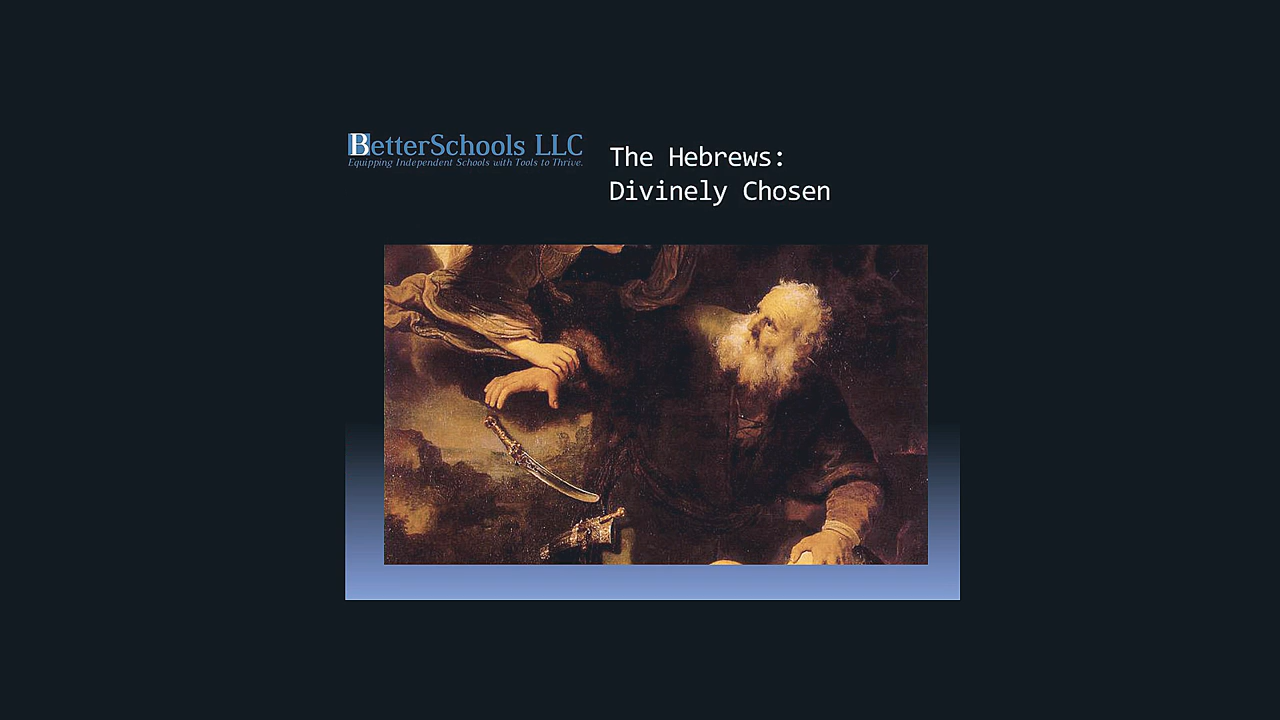 BetterSchools LLC
Equipping Independent Schools with Tools to Thrive.
The Hebrews:
Divinely Chosen